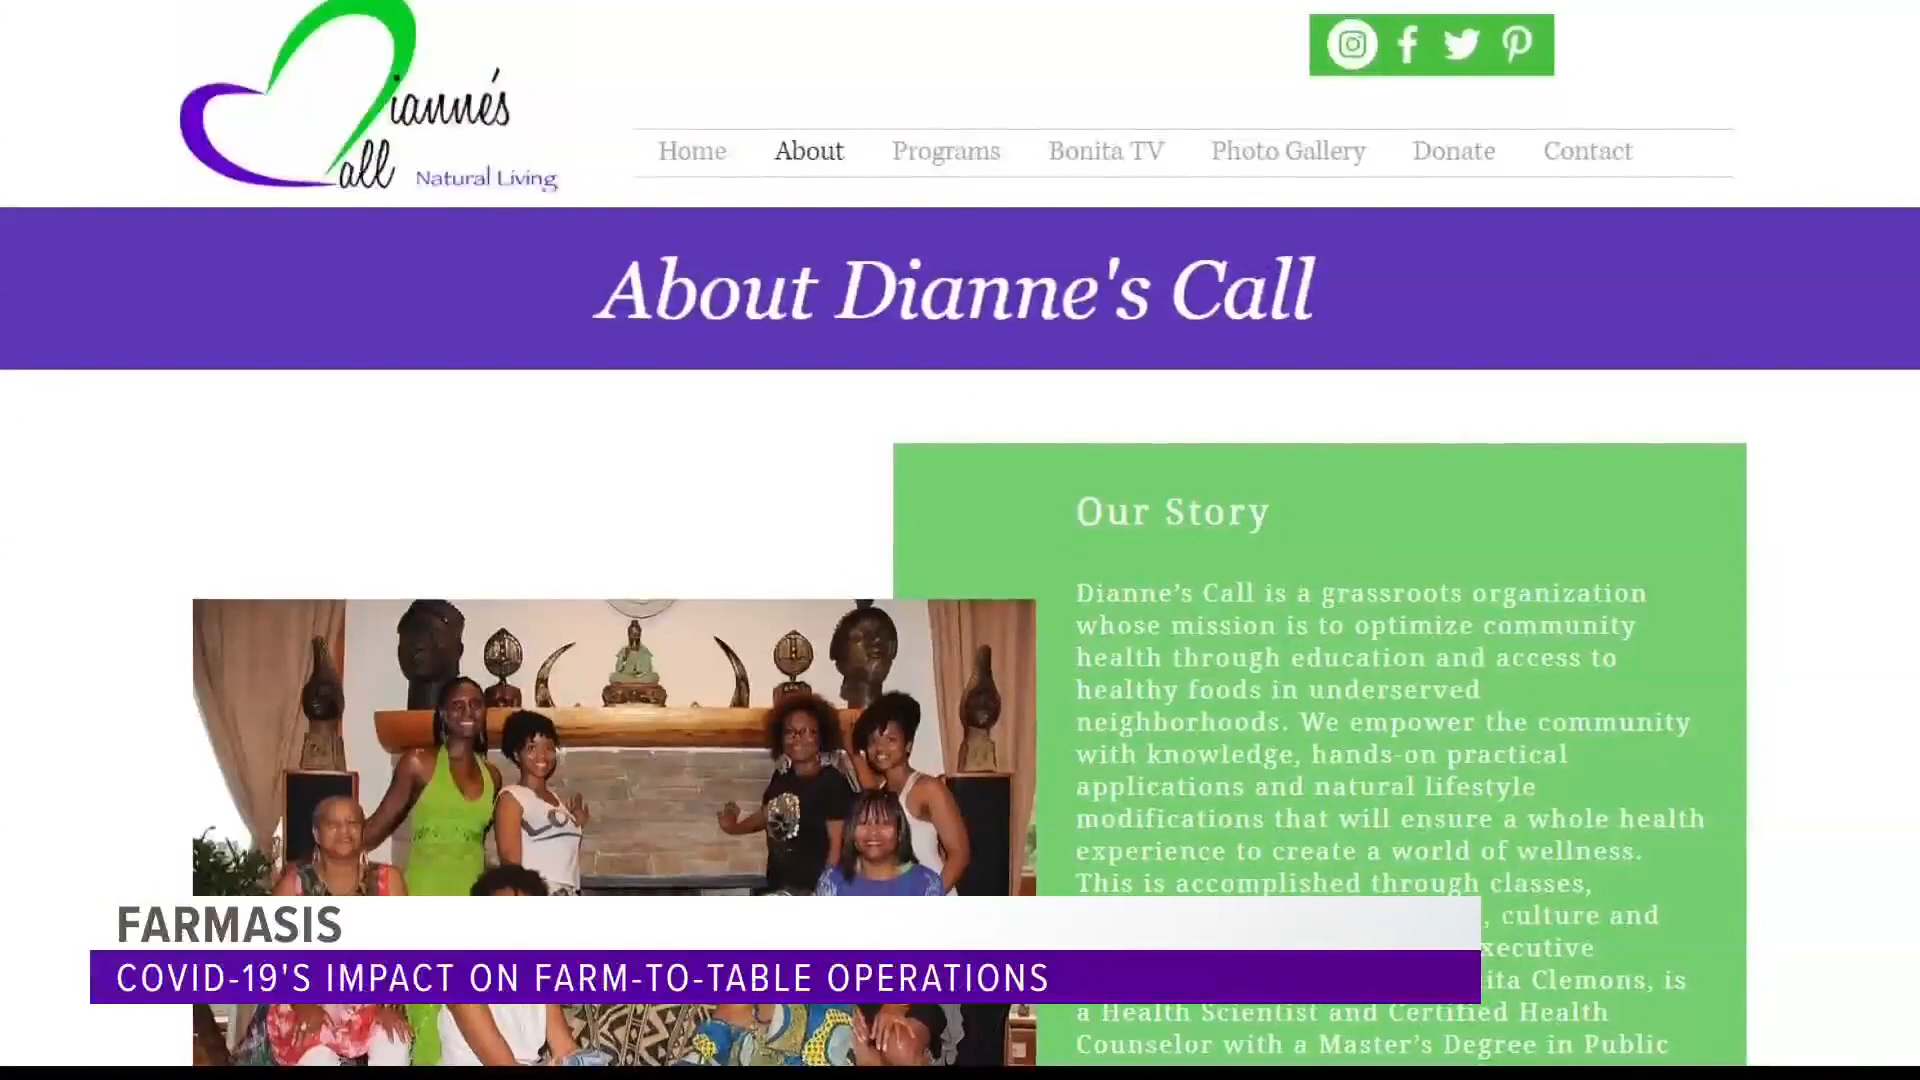 Dianne's
Call Natural Living
Home About Programs Bonita TV Photo Gallery Donate Contact
About Dianne's Call
Our Story
Dianne’s Call is a grassroots organization
whose mission is to optimize community
health through education and access to
healthy foods in underserved
neighborhoods. We empower the community
with knowledge, hands-on practical
applications and natural lifestyle
modifications that will ensure a whole health
experience to create a world of wellness.
This is accomplished through classes,
, culture and
xecutive
ita Clemons, is
a Health Scientist and Certified Health
Counselor with a Master’s Degree in Public
FARMASIS
COVID-19'S IMPACT ON FARM-TO-TABLE OPERATIONS